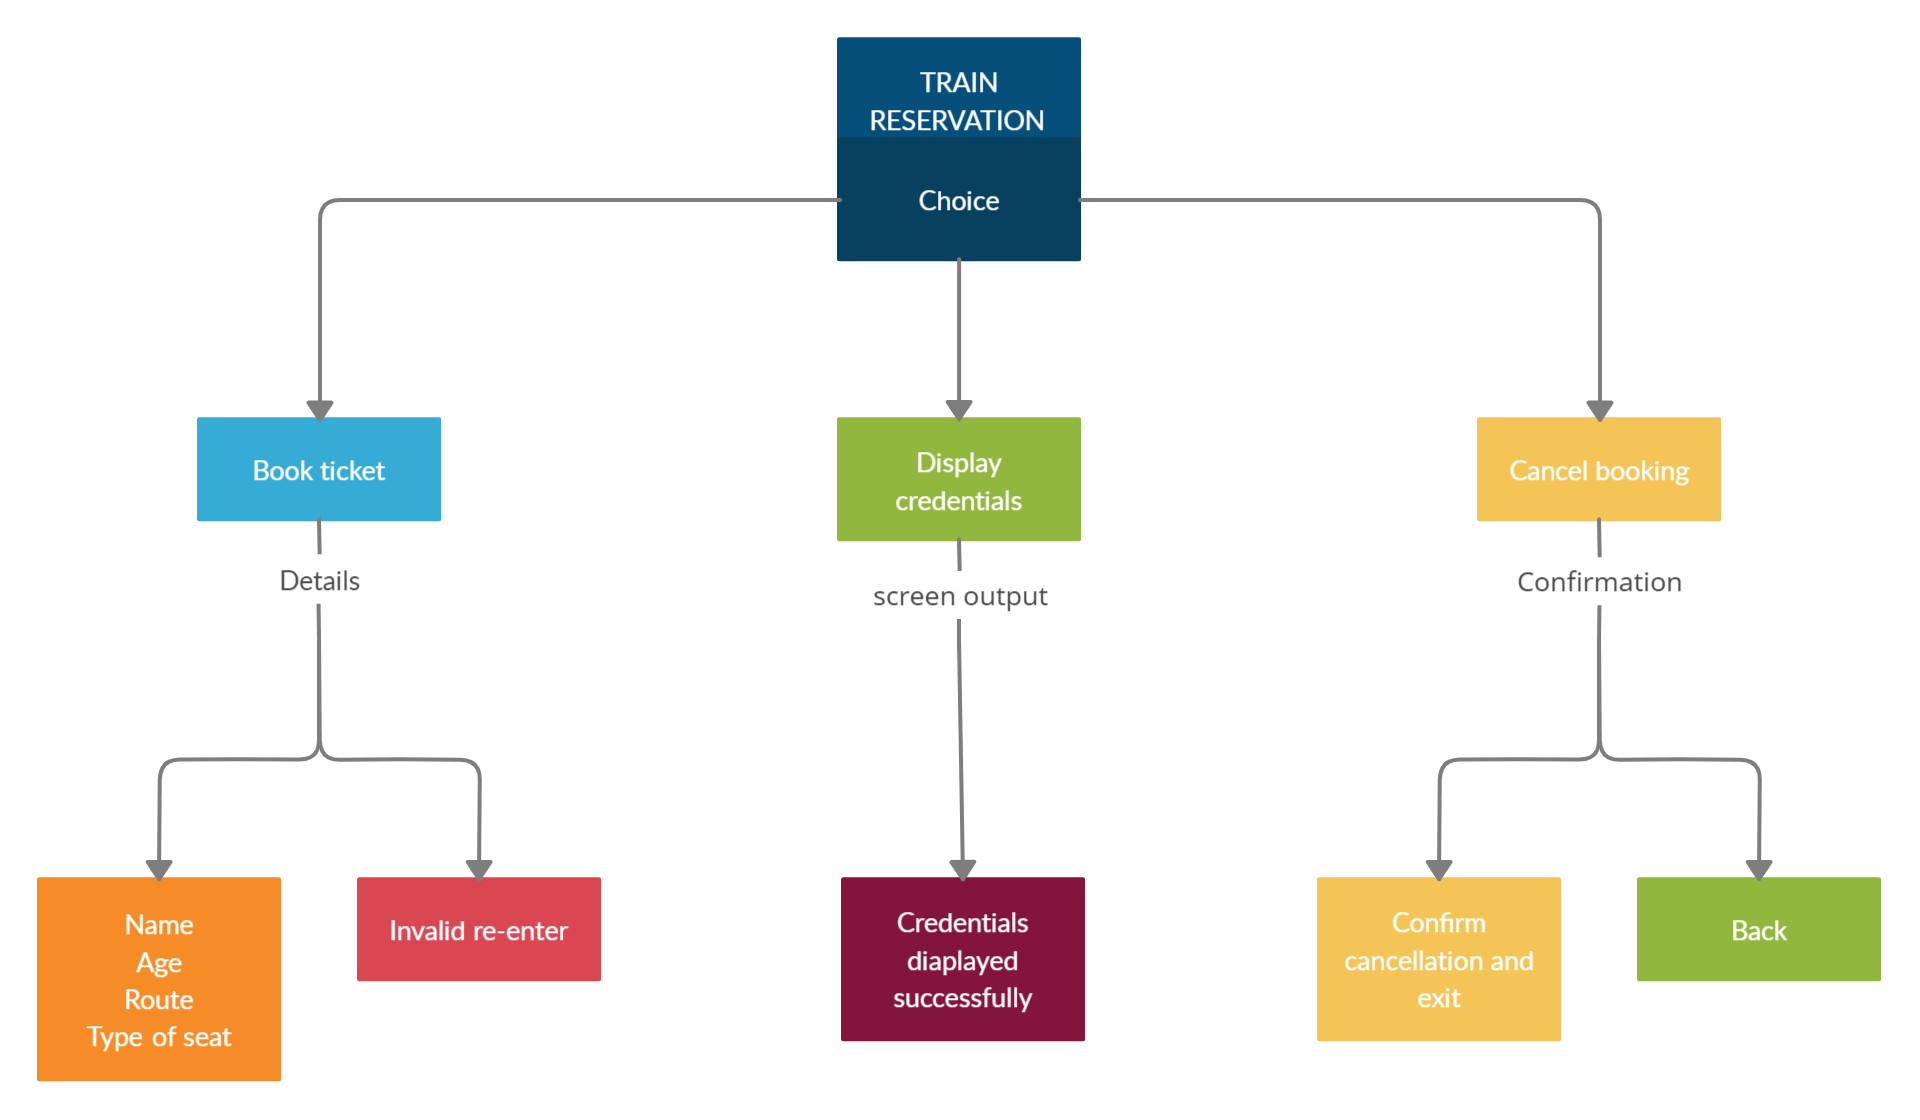 TRAIN
RESERVATION
Choice
Book ticket
Display
credentials
Cancel booking
Details
screen output
Confirmation
Name
Age
Route
Type of seat
Invalid re-enter
Credentials
diaplayed
successfully
Confirm
cancellation and
exit
Back